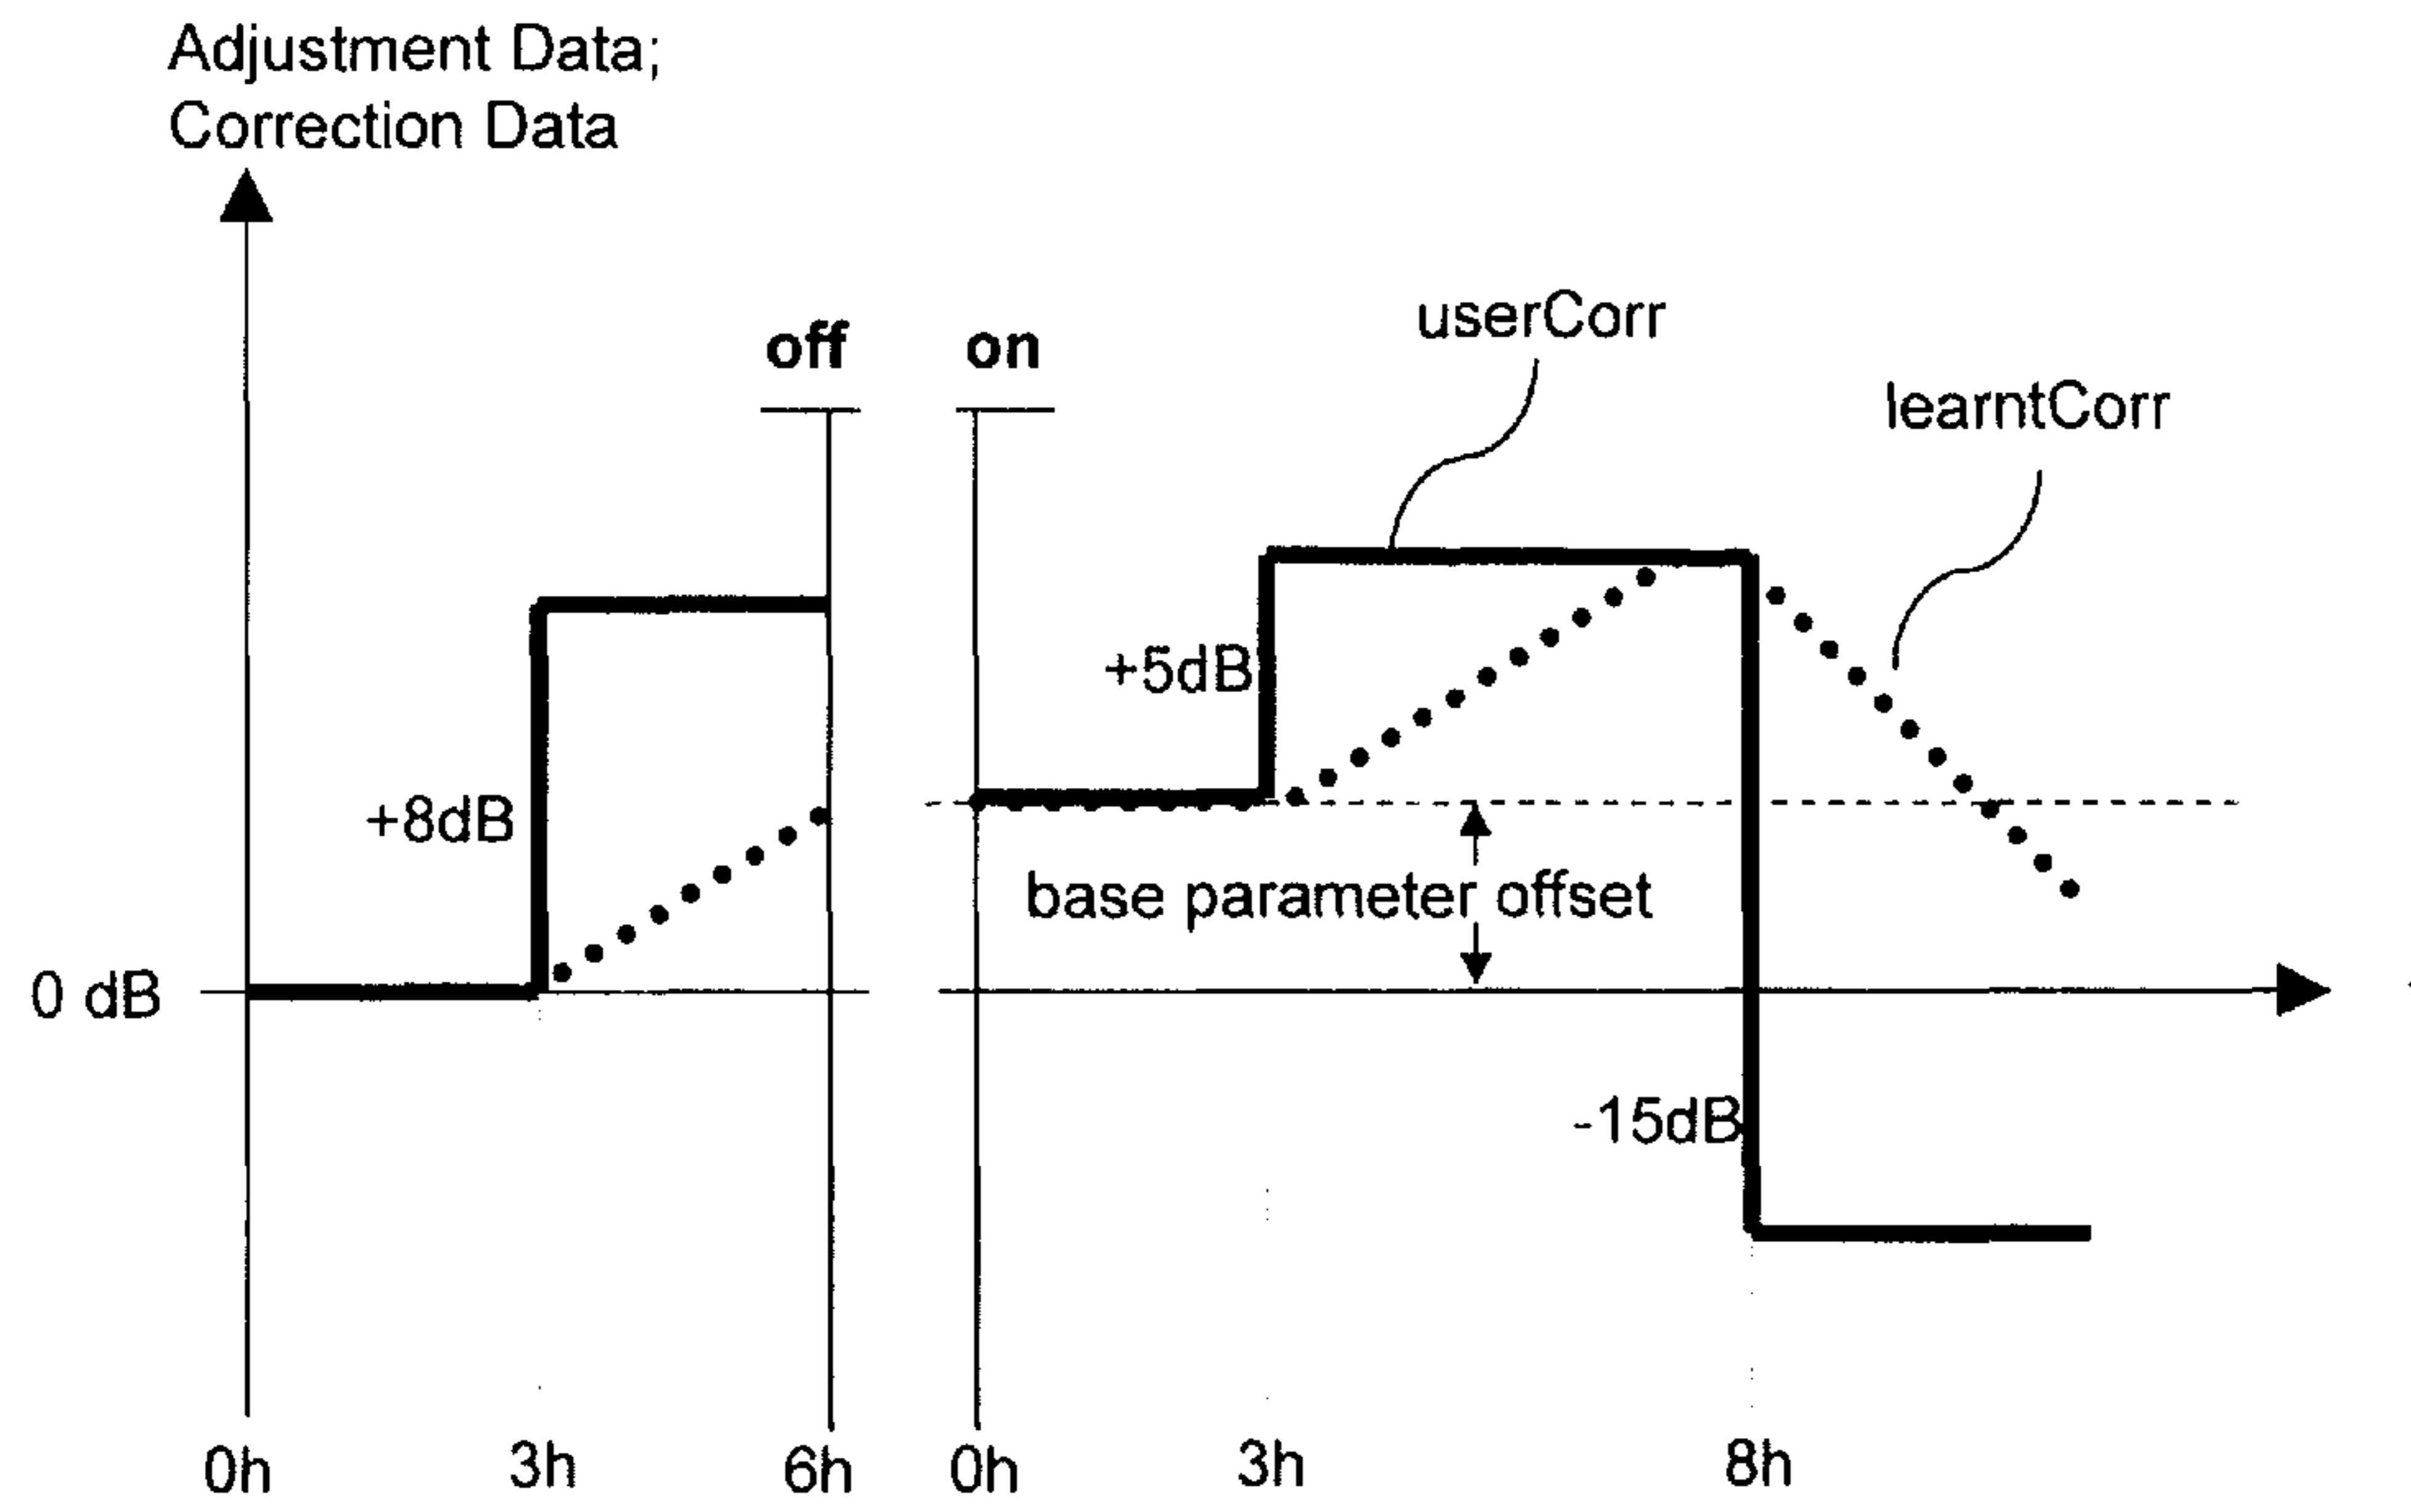 Adjustment Data;
Correction Data
off
on
userCorr
learntCorr
+5dB
+8dB
base parameter offset
0 dB
-15dB
0h
3h
6h
0h
3h
8h